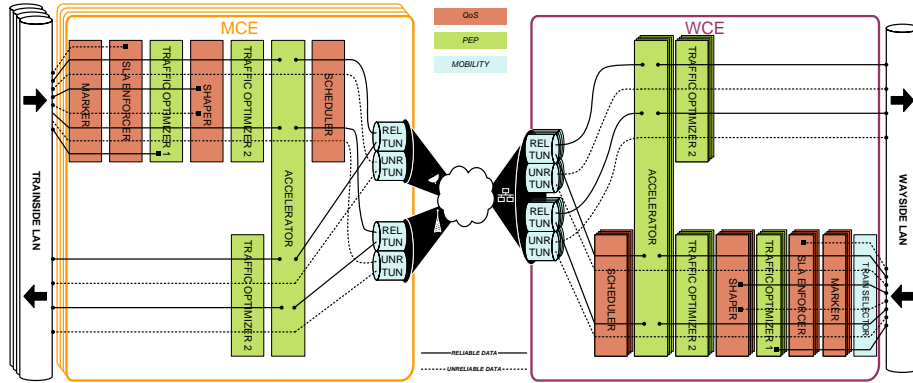 MCE
QoS
PEP
MOBILITY
WCE
TRAINSIDE LAN
MARKER
SLA ENFORCER
TRAFFIC OPTIMIZER 1
SHAPER
TRAFFIC OPTIMIZER 2
ACCELERATOR
SCHEDULER
TRAFFIC OPTIMIZER 2
REL
TUN
UNR
TUN
REL
TUN
UNR
TUN
REL
TUN
UNR
TUN
REL
TUN
UNR
TUN
ACCELERATOR
TRAFFIC OPTIMIZER 2
SCHEDULER
TRAFFIC OPTIMIZER 2
SHAPER
TRAFFIC OPTIMIZER 1
SLA ENFORCER
MARKER
TRAIN SELECTOR
WAYSIDE LAN
RELIABLE DATA
UNRELIABLE DATA